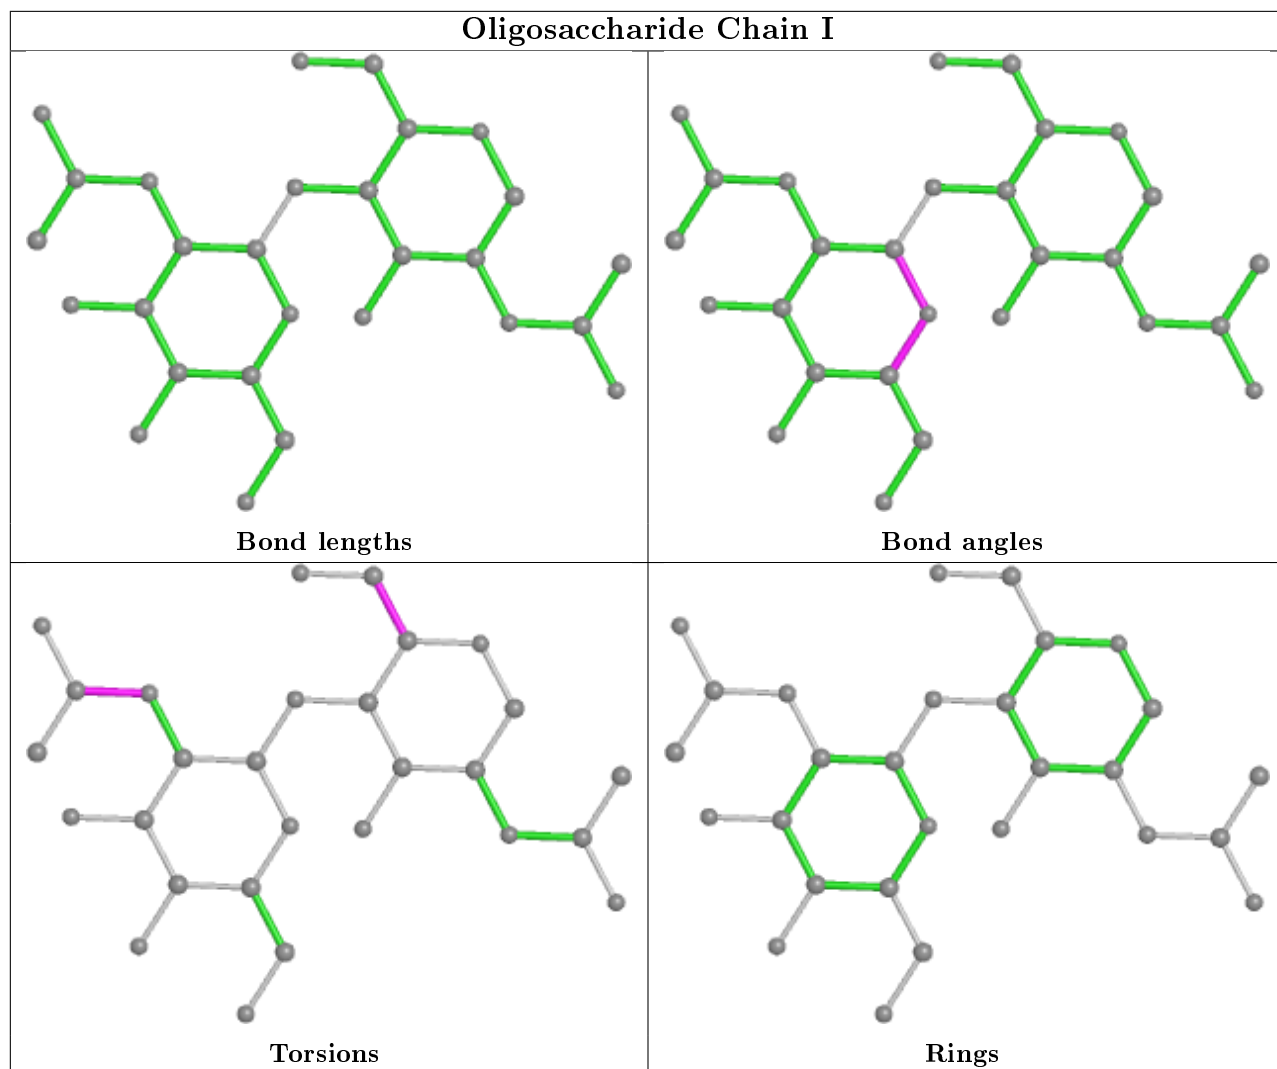 Oligosaccharide Chain I
Bond lengths
Bond angles
Torsions
Rings